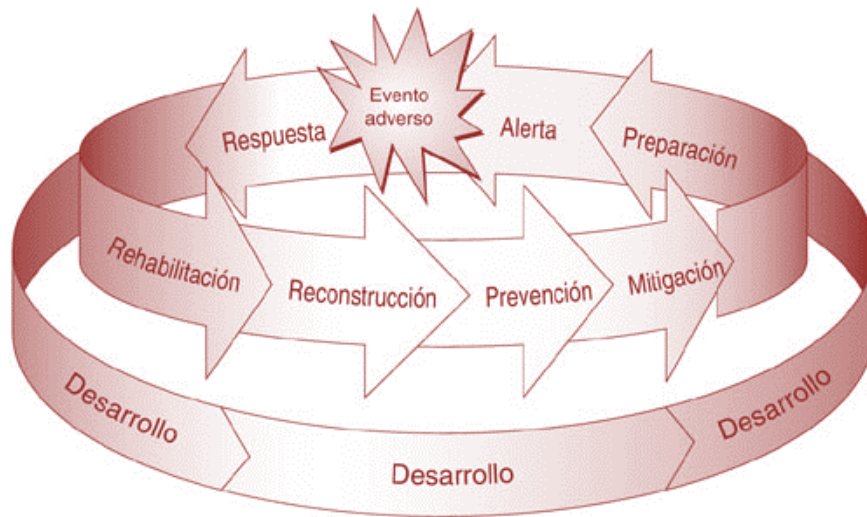 Evento
adverso
Respuesta
Alerta
Preparación
Rehabilitación
Reconstrucción
Prevención
Mitigación
Desarrollo
Desarrollo
Desarrollo